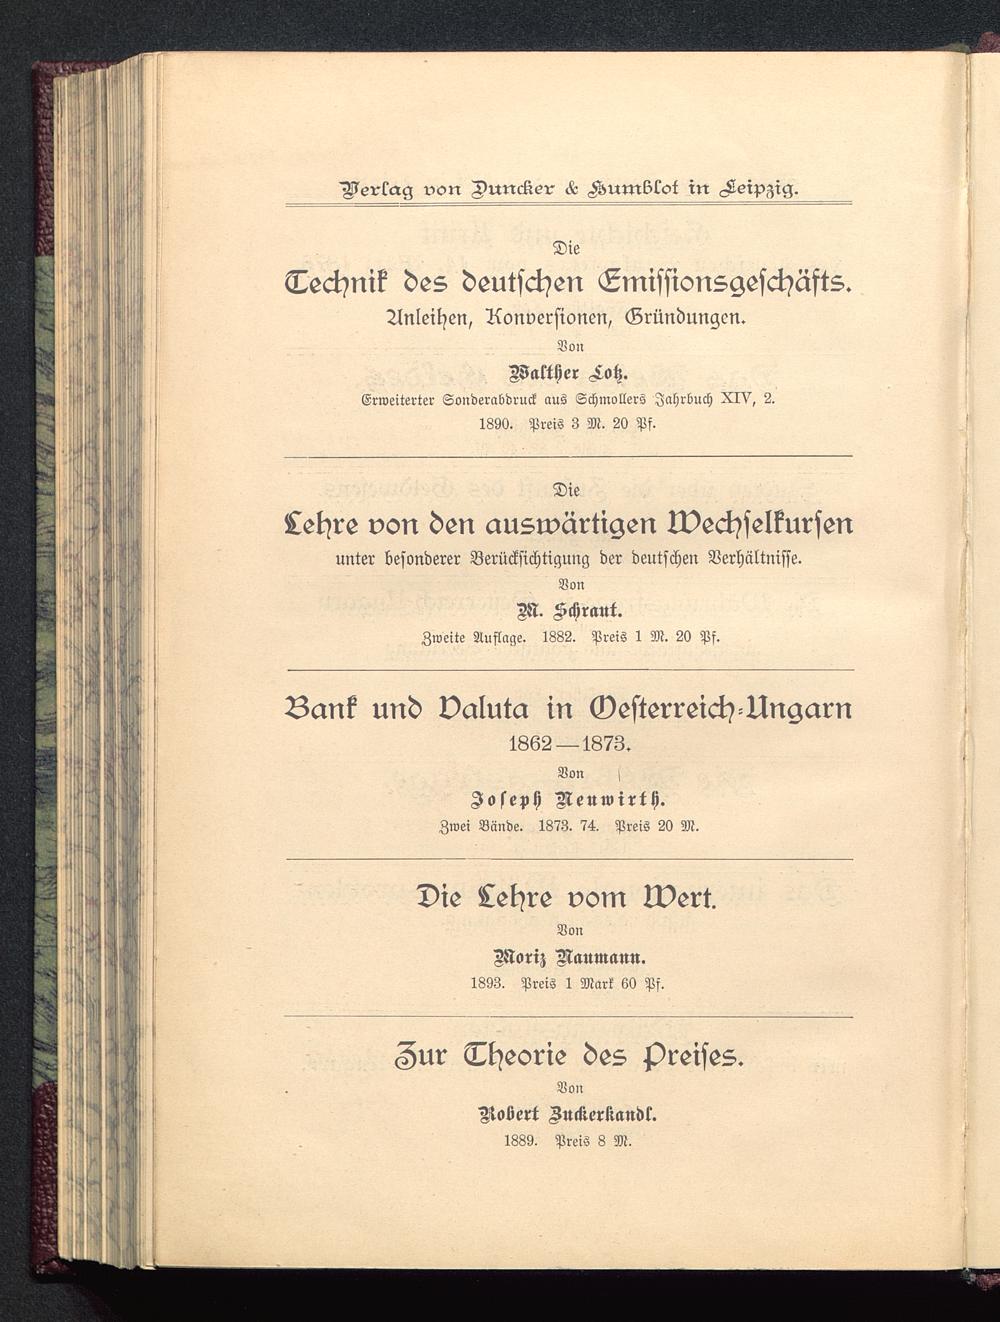 Verlag von Duncker & Humblot in Leipzig.
Die
Technik des deutschen Emissionsgeschäfts.
Anleihen, Konversionen, Gründungen.
Von
Walther Lotz.
Erweiterter Sonderabdruck aus Schmollers Jahrbuch XIV, 2.
1890. Preis 3 M. 20 Pf.
Die
Lehre von den auswärtigen Wechselkursen
unter besonderer Berücksichtigung der deutschen Verhältnisse.
Von
M. Schraut.
Zweite Auflage. 1882. Preis 1 M. 20 Pf.
Bank und Valuta in Oesterreich-Ungarn
1862—1873.
Von
Joseph Neuwirth.
Zwei Bände. 1873. 74. Preis 20 M.
Die Lehre vom Wert.
Von
Moriz Naumann.
1893. Preis 1 Mark 60 Pf.
Zur Theorie des Preises.
Von
Robert Zuckerkandl.
1889. Preis 8 M.